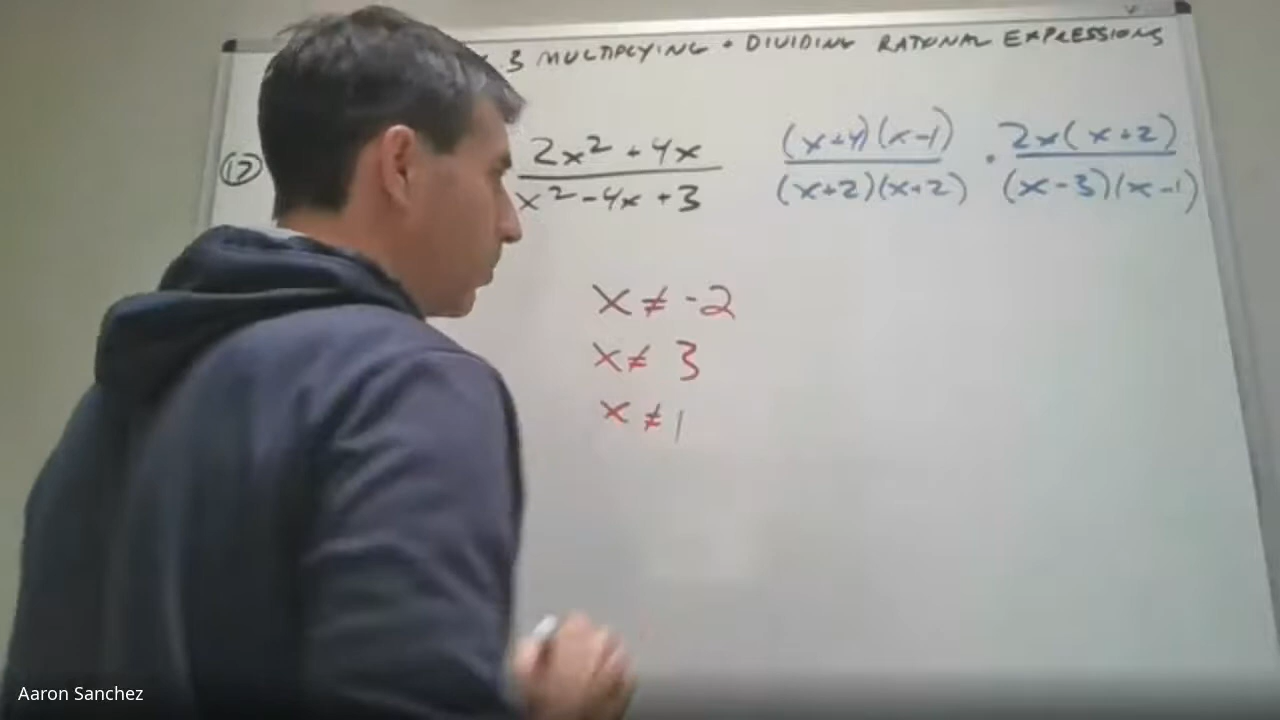 .3 MULTIPLYING + DIVIDING RATIONAL EXPRESSIONS
17 2x² + 4x / x² - 4x + 3 (x+4)(x-1) / (x+2)(x+2) · 2x(x+2) / (x-3)(x-1)
x ≠ -2
x ≠ 3
x ≠ 1
Aaron Sanchez